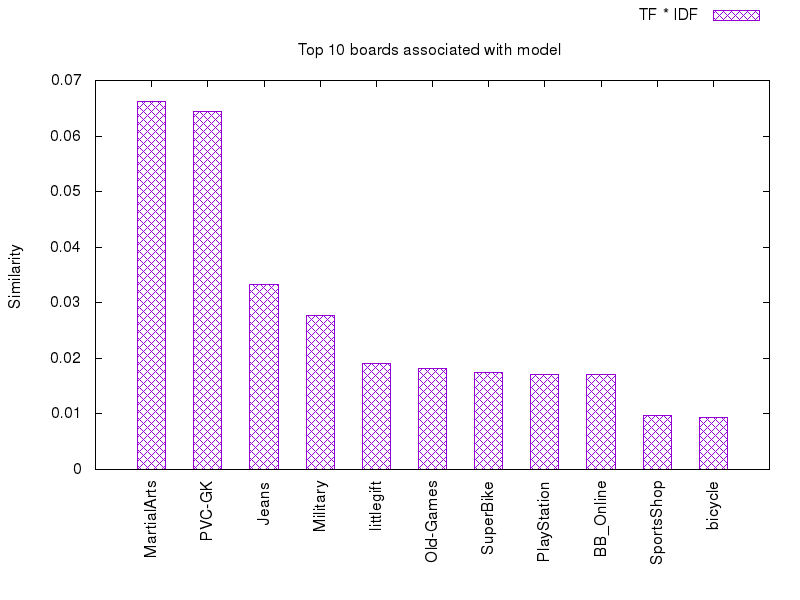 TF * IDF
Top 10 boards associated with model
0.07
0.06
0.05
0.04
0.03
0.02
0.01
0
Similarity
MartialArts
PVC-GK
Jeans
Military
littlegift
Old-Games
SuperBike
PlayStation
BB_Online
SportsShop
bicycle